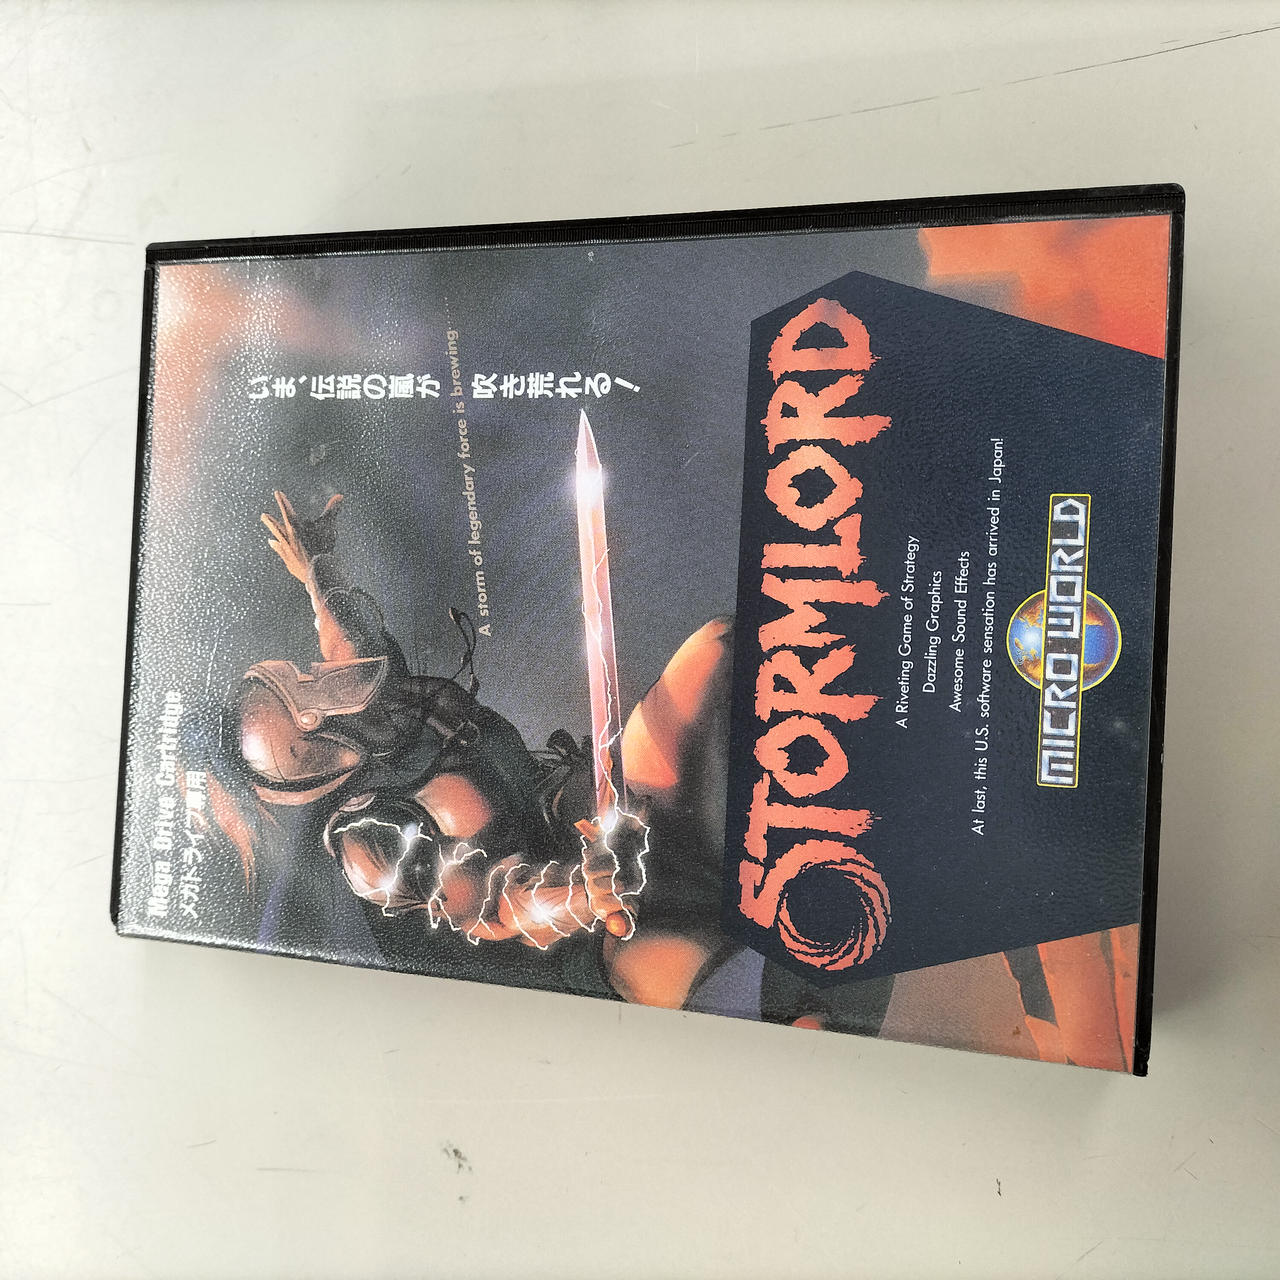 Mega Drive Cartridge
メガドライブ専用
いま、伝説の嵐が
吹き荒れる!
A storm of legendary force is brewing......
STORMLORD
A Riveting Game of Strategy
Dazzling Graphics
Awesome Sound Effects
At last, this U.S. software sensation has arrived in Japan!
MICRO WORLD